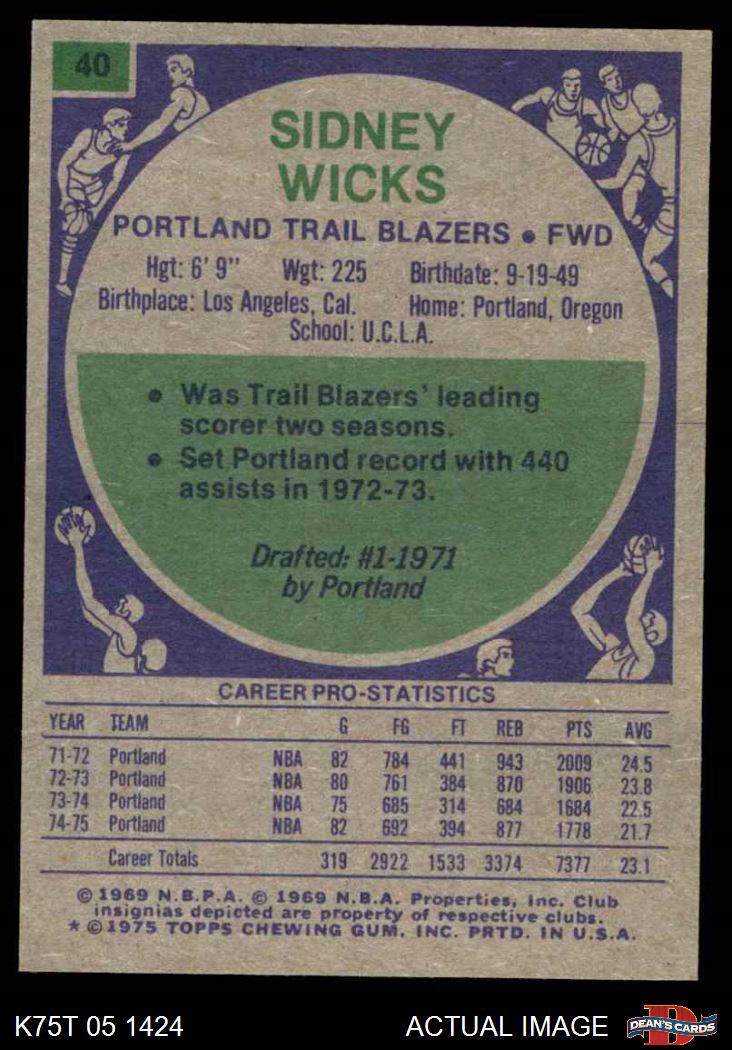 40
SIDNEY
WICKS
PORTLAND TRAIL BLAZERS • FWD
Hgt: 6' 9" Wgt: 225 Birthdate: 9-19-49
Birthplace: Los Angeles, Cal. Home: Portland, Oregon
School: U.C.L.A.
• Was Trail Blazers' leading
scorer two seasons.
• Set Portland record with 440
assists in 1972-73.
Drafted: #1-1971
by Portland
CAREER PRO-STATISTICS
YEAR TEAM G FG FT REB PTS AVG
71-72 Portland NBA 82 784 441 943 2009 24.5
72-73 Portland NBA 80 761 384 870 1906 23.8
73-74 Portland NBA 75 685 314 684 1684 22.5
74-75 Portland NBA 82 692 394 877 1778 21.7
Career Totals 319 2922 1533 3374 7377 23.1
© 1969 N.B.P.A. © 1969 N.B.A. Properties, Inc. Club
insignias depicted are property of respective clubs.
* © 1975 TOPPS CHEWING GUM, INC. PRTD. IN U.S.A.
K75T 05 1424 ACTUAL IMAGE D DEAN'S CARDS